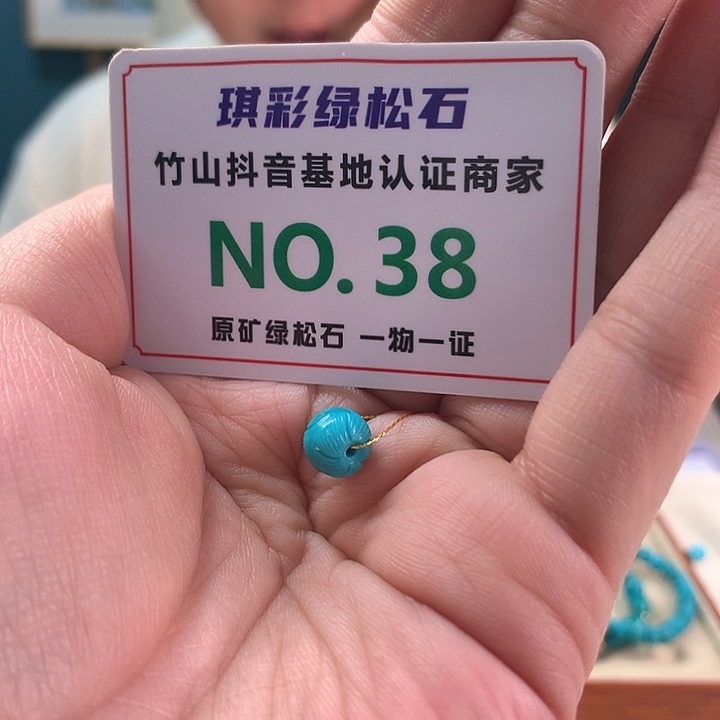 琪彩绿松石
竹山抖音基地认证商家
NO.38
原矿绿松石 一物一证